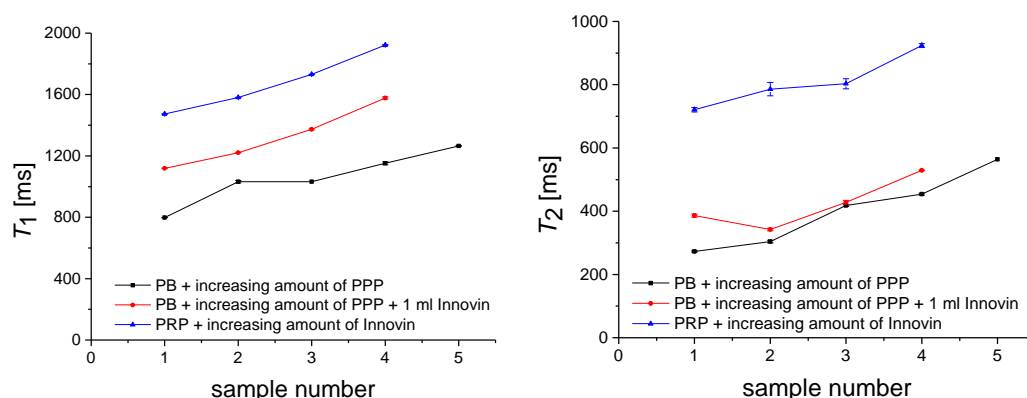 2000
1600
1200
800
400
0
T1 [ms]
PB + increasing amount of PPP
PB + increasing amount of PPP + 1 ml Innovin
PRP + increasing amount of Innovin
0 1 2 3 4 5
sample number
1000
800
600
400
200
0
T2 [ms]
PB + increasing amount of PPP
PB + increasing amount of PPP + 1 ml Innovin
PRP + increasing amount of Innovin
0 1 2 3 4 5
sample number